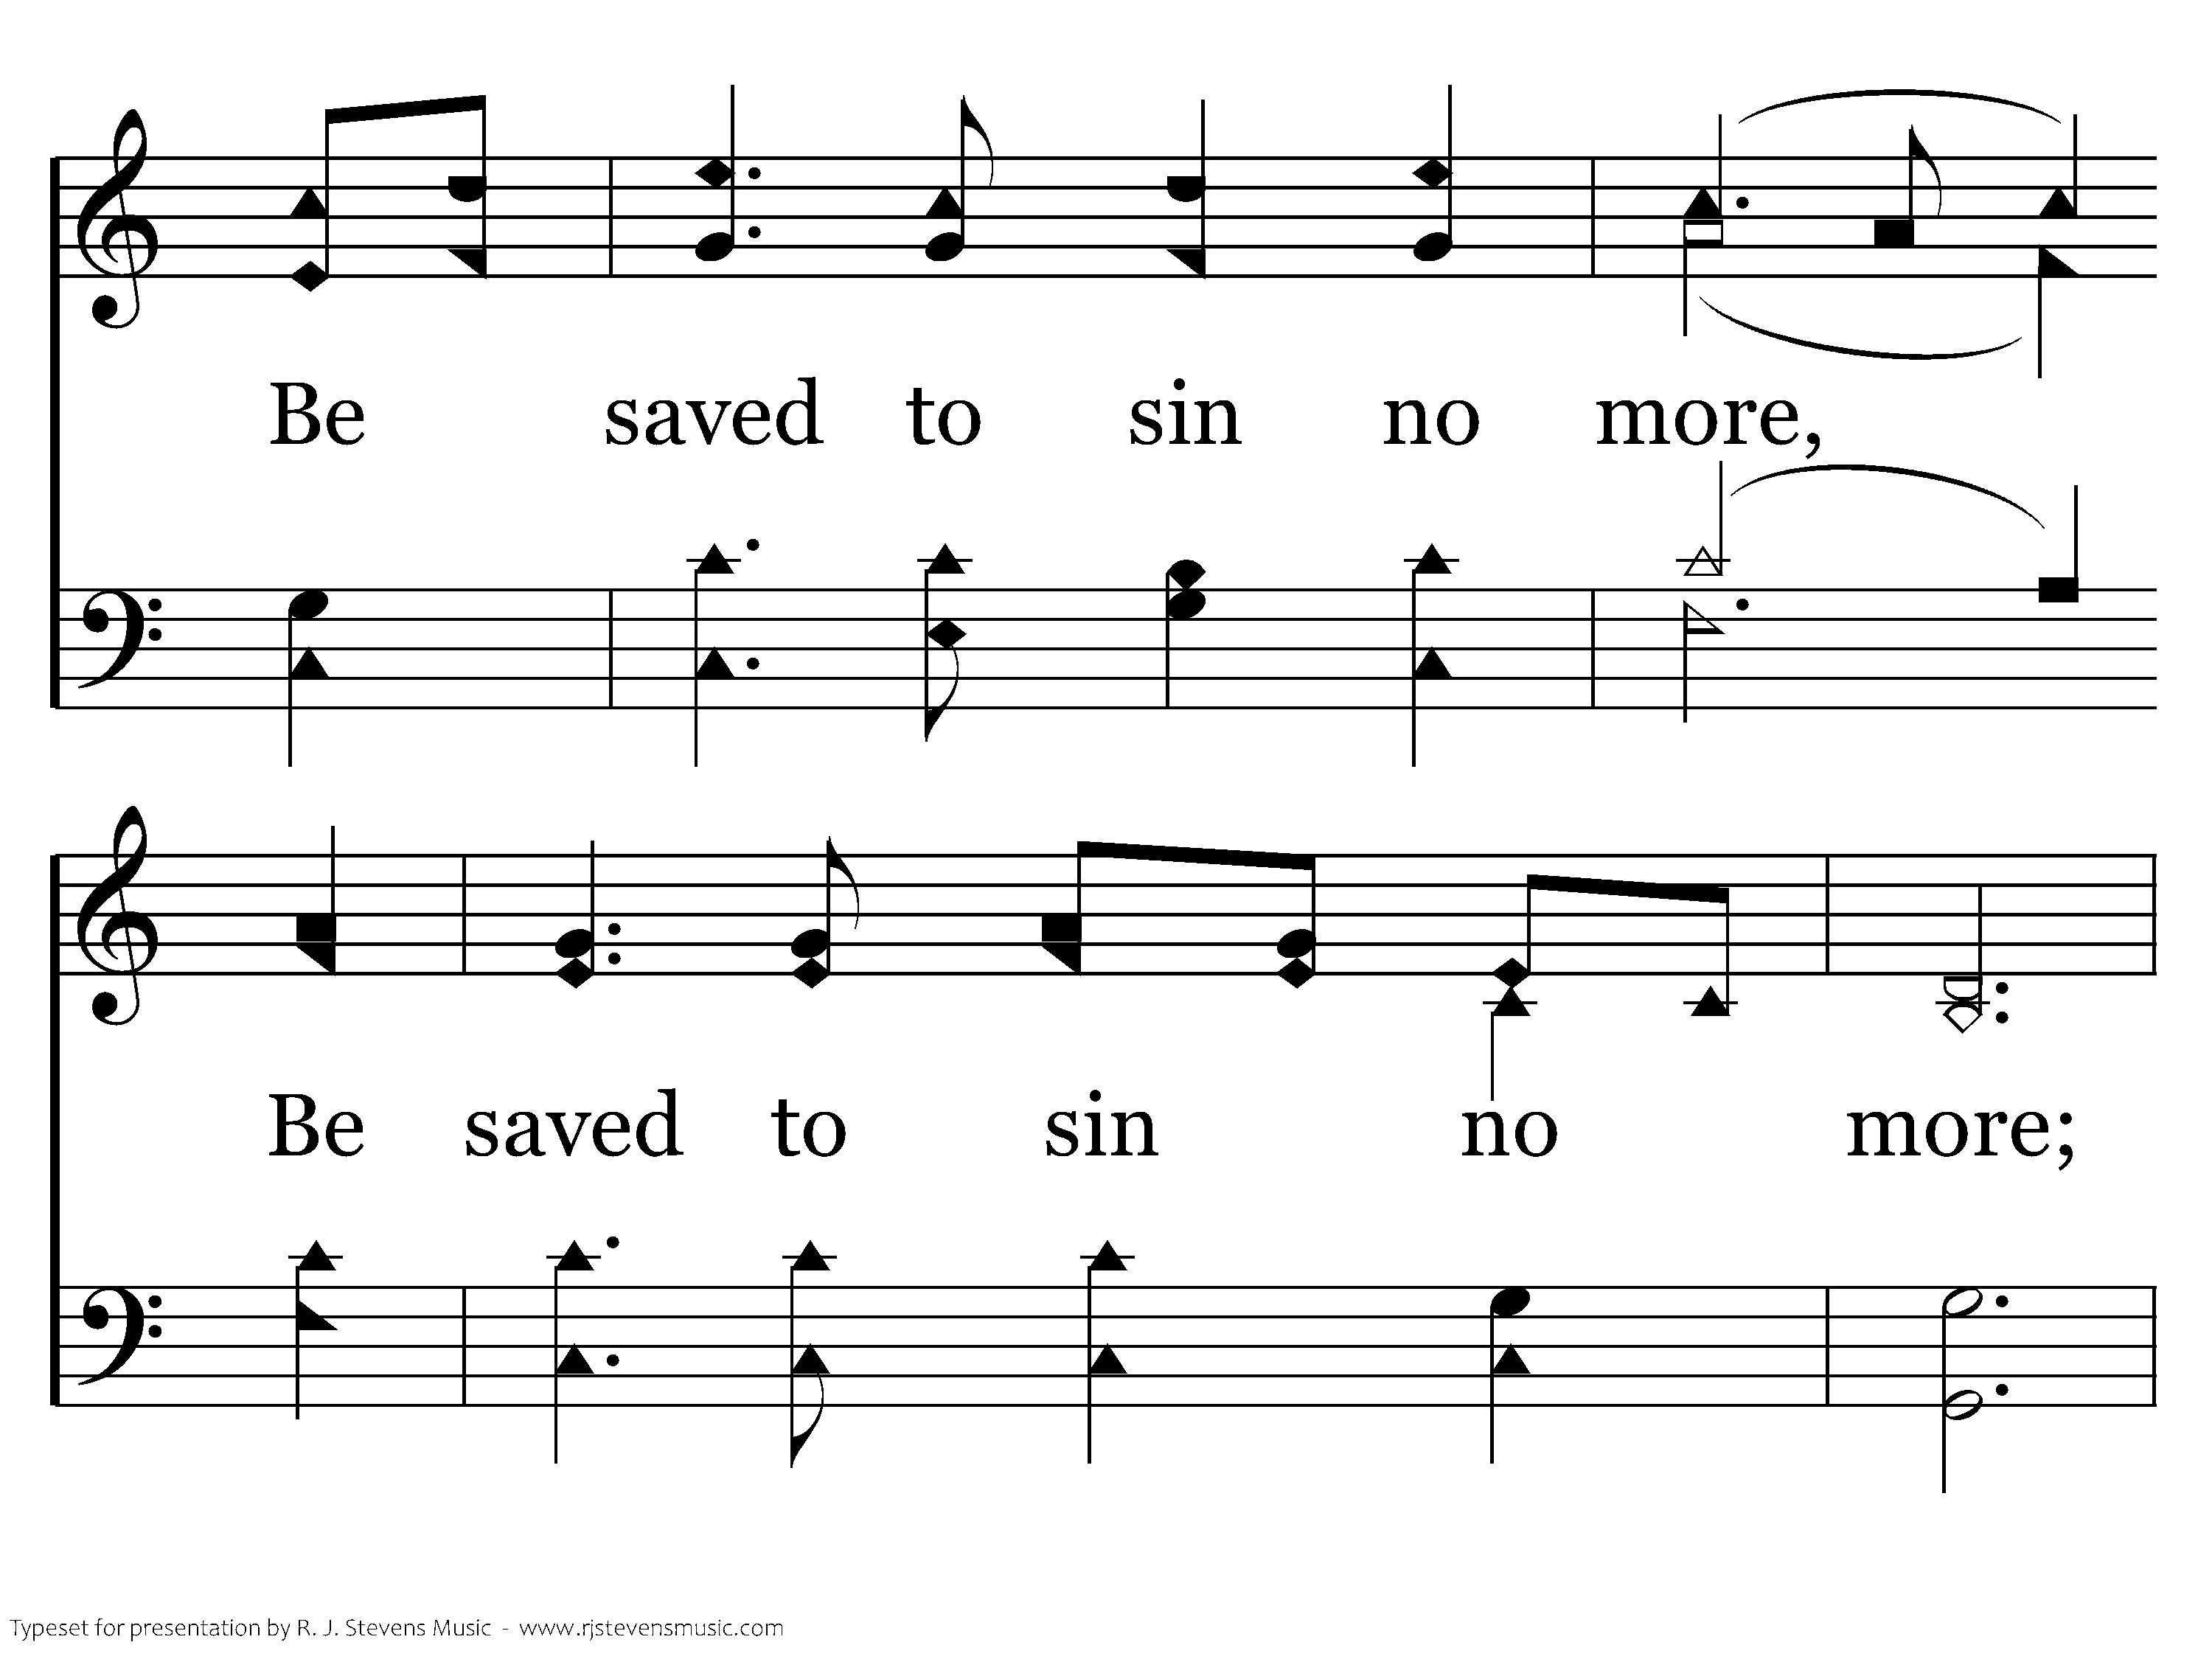 Be saved to sin no more,
Be saved to sin no more;
Typeset for presentation by R. J. Stevens Music - www.rjstevensmusic.com